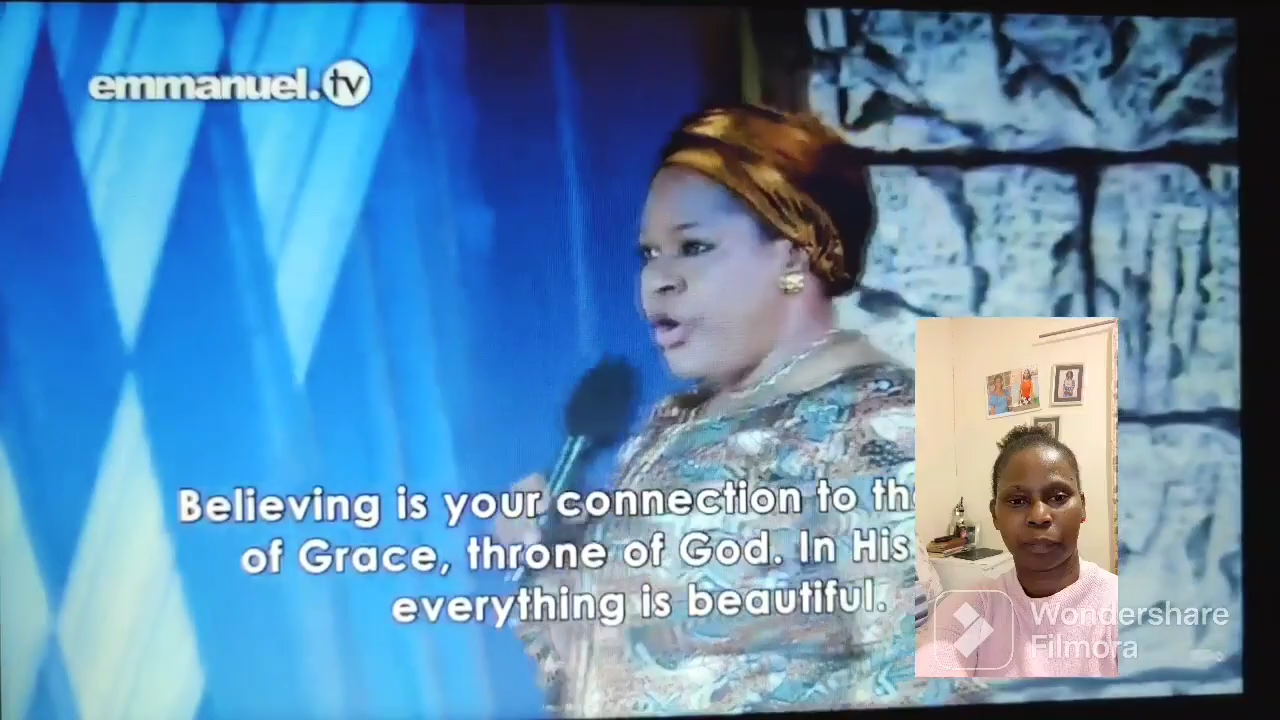 emmanuel.tv
Believing is your connection to
of Grace, throne of God. In His
everything is beautiful.
Wondershare
Filmora